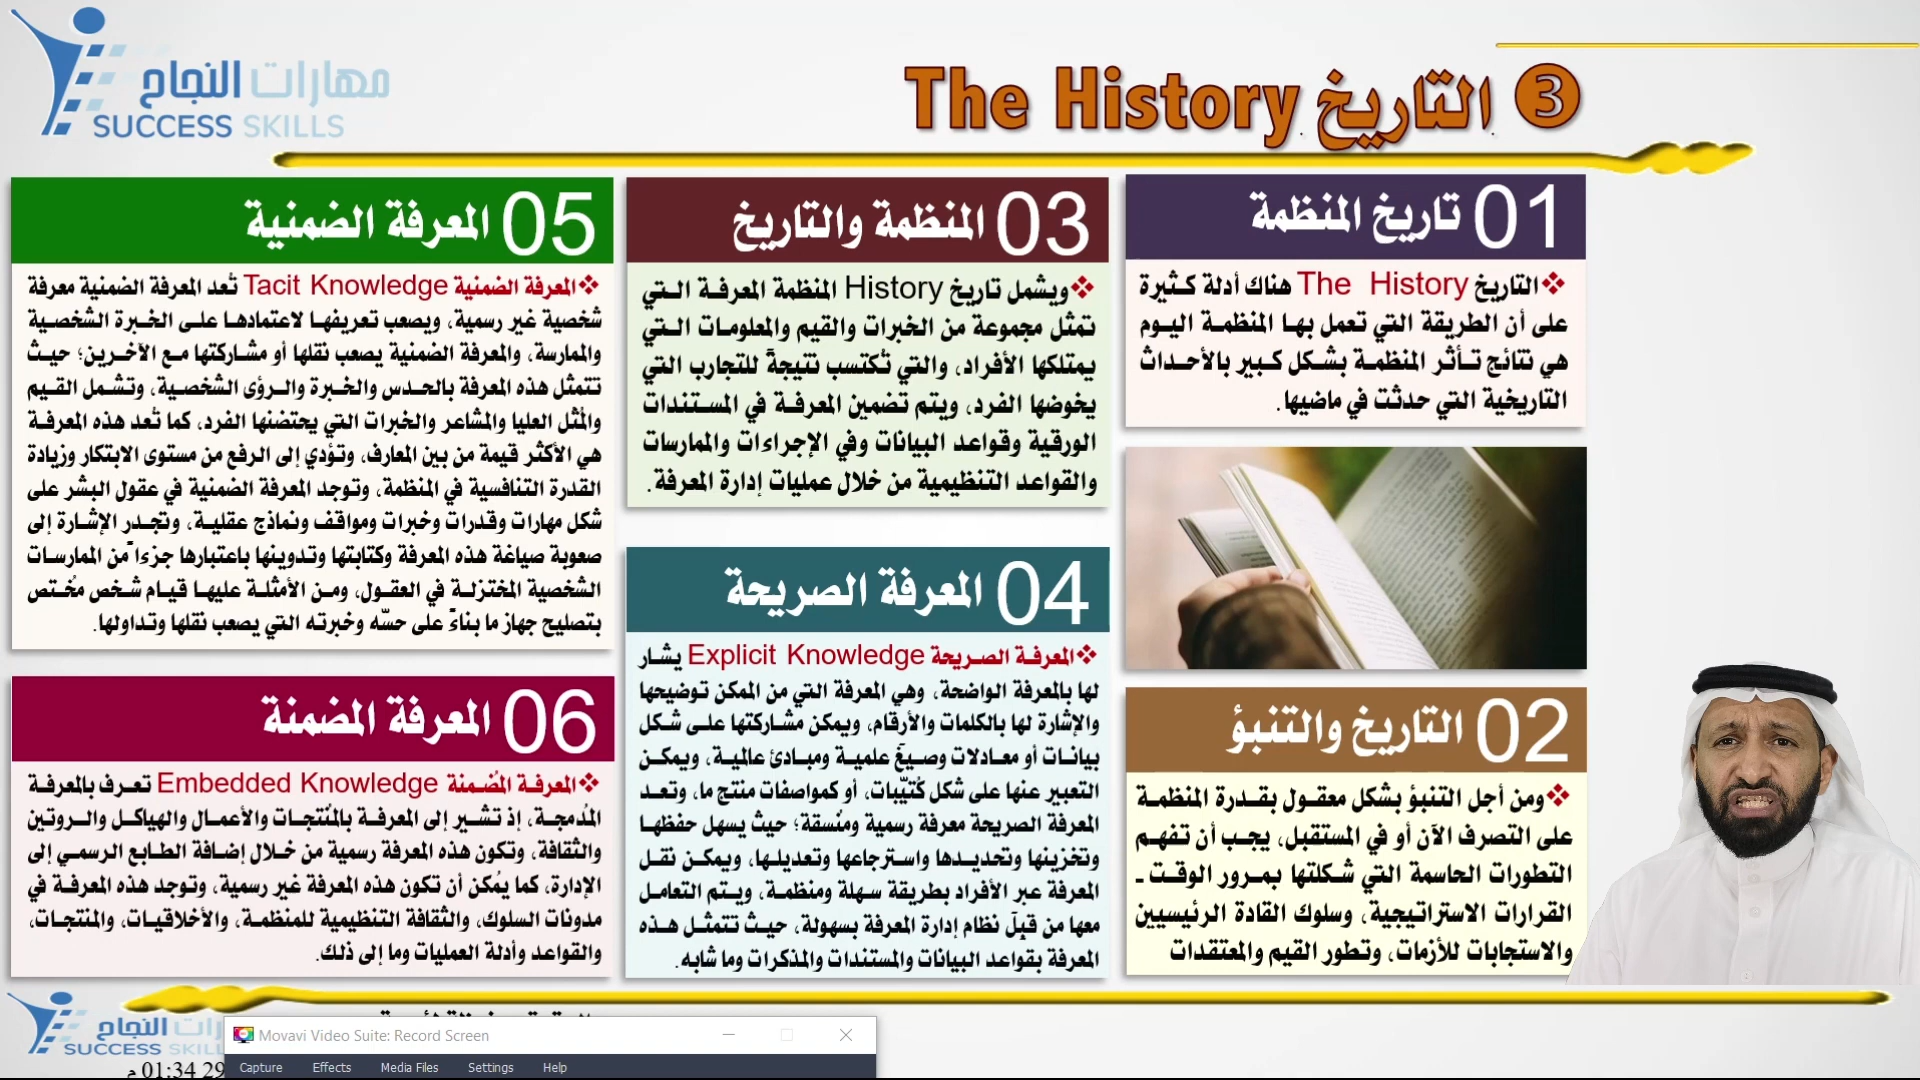 مهارات النجاح
SUCCESS SKILLS
❸ التاريخ The History
01 تاريخ المنظمة
❖التاريخ The History هناك أدلة كثيرة
على أن الطريقة التي تعمل بها المنظمة اليوم
هي نتائج تأثر المنظمة بشكل كبير بالأحداث
التاريخية التي حدثت في ماضيها.
02 التاريخ والتنبؤ
❖ومن أجل التنبؤ بشكل معقول بقدرة المنظمة
على التصرف الآن أو في المستقبل، يجب أن تفهم
التطورات الحاسمة التي شكلتها بمرور الوقت ـ
القرارات الاستراتيجية، وسلوك القادة الرئيسيين
والاستجابات للأزمات، وتطور القيم والمعتقدات
03 المنظمة والتاريخ
❖ويشمل تاريخ History المنظمة المعرفة التي
تمثل مجموعة من الخبرات والقيم والمعلومات التي
يمتلكها الأفراد، والتي تُكتسب نتيجةً للتجارب التي
يخوضها الفرد، ويتم تضمين المعرفة في المستندات
الورقية وقواعد البيانات وفي الإجراءات والممارسات
والقواعد التنظيمية من خلال عمليات إدارة المعرفة.
04 المعرفة الصريحة
❖المعرفة الصريحة Explicit Knowledge يشار
لها بالمعرفة الواضحة، وهي المعرفة التي من الممكن توضيحها
والإشارة لها بالكلمات والأرقام، ويمكن مشاركتها على شكل
بيانات أو معادلات وصيَغ علمية ومبادئ عالمية، ويمكن
التعبير عنها على شكل كُتيّبات، أو كمواصفات منتج ما، وتعد
المعرفة الصريحة معرفة رسمية ومُنسقة؛ حيث يسهل حفظها
وتخزينها وتحديدها واسترجاعها وتعديلها، ويمكن نقل
المعرفة عبر الأفراد بطريقة سهلة ومنظمة، ويتم التعامل
معها من قِبَل نظام إدارة المعرفة بسهولة، حيث تتمثل هذه
المعرفة بقواعد البيانات والمستندات والمذكرات وما شابه.
05 المعرفة الضمنية
❖المعرفة الضمنية Tacit Knowledge تُعد المعرفة الضمنية معرفة
شخصية غير رسمية، ويصعب تعريفها لاعتمادها على الخبرة الشخصية
والممارسة، والمعرفة الضمنية يصعب نقلها أو مشاركتها مع الآخرين؛ حيث
تتمثل هذه المعرفة بالحدس والخبرة والرؤى الشخصية، وتشمل القيم
والمُثل العليا والمشاعر والخبرات التي يحتضنها الفرد، كما تُعد هذه المعرفة
هي الأكثر قيمة من بين المعارف، وتؤدي إلى الرفع من مستوى الابتكار وزيادة
القدرة التنافسية في المنظمة، وتوجد المعرفة الضمنية في عقول البشر على
شكل مهارات وقدرات وخبرات ومواقف ونماذج عقلية، وتجدر الإشارة إلى
صعوبة صياغة هذه المعرفة وكتابتها وتدوينها باعتبارها جزءاً من الممارسات
الشخصية المختزلة في العقول، ومن الأمثلة عليها قيام شخص مُختص
بتصليح جهاز ما بناءً على حسّه وخبرته التي يصعب نقلها وتداولها.
06 المعرفة المضمنة
❖المعرفة المُضمنة Embedded Knowledge تعرف بالمعرفة
المُدمجة، إذ تشير إلى المعرفة بالمُنتجات والأعمال والهياكل والروتين
والثقافة، وتكون هذه المعرفة رسمية من خلال إضافة الطابع الرسمي إلى
الإدارة، كما يُمكن أن تكون هذه المعرفة غير رسمية، وتوجد هذه المعرفة في
مدونات السلوك، والثقافة التنظيمية للمنظمة، والأخلاقيات، والمنتجات،
والقواعد وأدلة العمليات وما إلى ذلك.
النجاح
SUCCESS SKILL
01:34 29 م
Movavi Video Suite: Record Screen
Capture Effects Media Files Settings Help